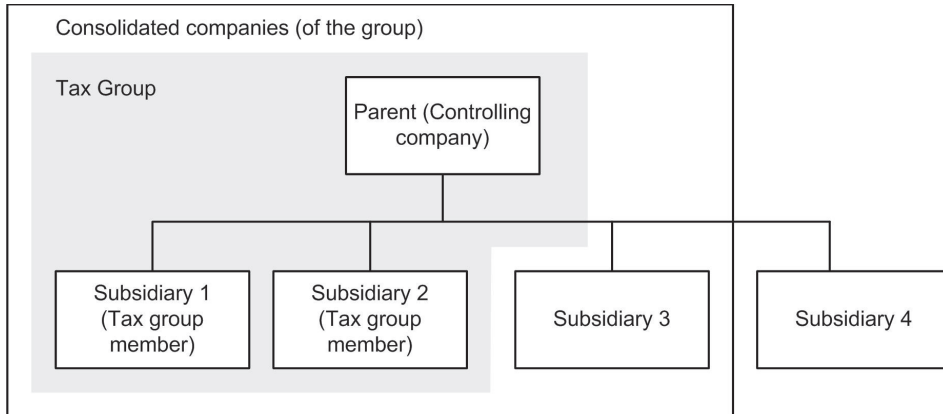 Consolidated companies (of the group)
Tax Group
Parent (Controlling
company)
Subsidiary 1
(Tax group
member)
Subsidiary 2
(Tax group
member)
Subsidiary 3
Subsidiary 4